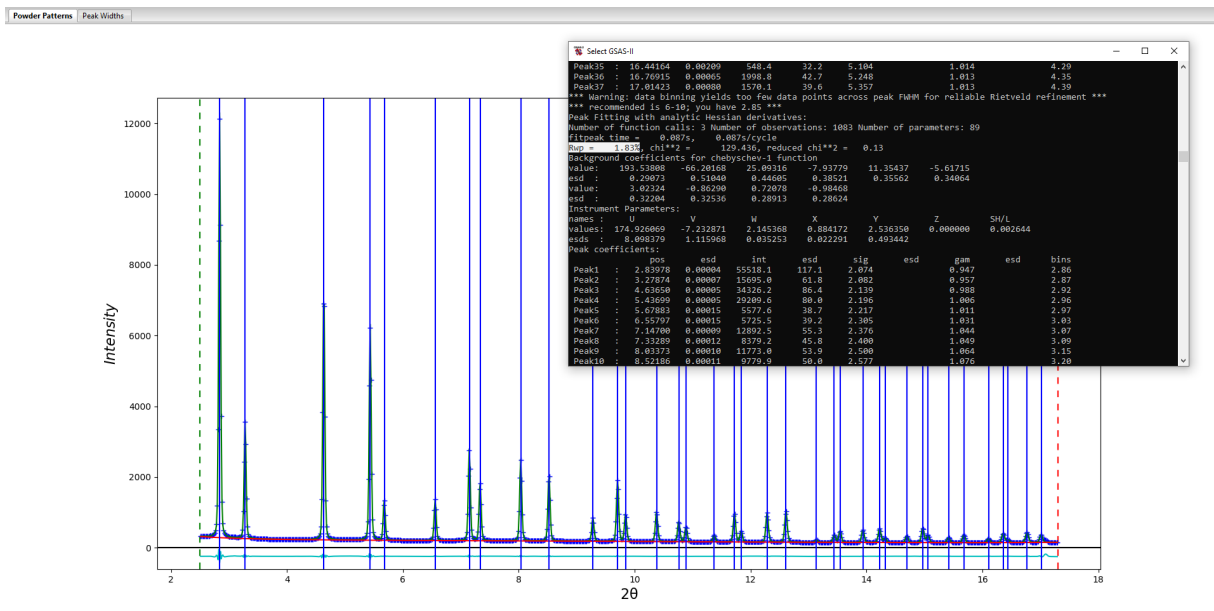 Powder Patterns Peak Widths
Select GSAS-II
Peak35 : 16.44164 0.00209 548.4 32.2 5.104 1.014 4.29
Peak36 : 16.76915 0.00065 1998.8 42.7 5.248 1.013 4.35
Peak37 : 17.01423 0.00080 1570.1 39.6 5.357 1.013 4.39
*** Warning: data binning yields too few data points across peak FWHM for reliable Rietveld refinement ***
*** recommended is 6-10; you have 2.85 ***
Peak Fitting with analytic Hessian derivatives:
Number of function calls: 3 Number of observations: 1083 Number of parameters: 89
fitpeak time = 0.087s, 0.087s/cycle
Rwp = 1.83%, chi**2 = 129.436, reduced chi**2 = 0.13
Background coefficients for chebyschev-1 function
value: 193.53808 -66.20168 25.09316 -7.93779 11.35437 -5.61715
esd : 0.29073 0.51040 0.44605 0.38521 0.35562 0.34064
value: 3.02324 -0.86290 0.72078 -0.98468
esd : 0.32204 0.32536 0.28913 0.28624
Instrument Parameters:
names : U V W X Y Z SH/L
values: 174.926069 -7.232871 2.145368 0.884172 2.536350 0.000000 0.002644
esds : 8.098379 1.115968 0.035253 0.022291 0.493442
Peak coefficients:
pos esd int esd sig esd gam esd bins
Peak1 : 2.83978 0.00004 55518.1 117.1 2.074 0.947 2.86
Peak2 : 3.27874 0.00007 15695.0 61.8 2.082 0.957 2.87
Peak3 : 4.63650 0.00005 34326.2 86.4 2.139 0.988 2.92
Peak4 : 5.43699 0.00005 29209.6 80.0 2.196 1.006 2.96
Peak5 : 5.67883 0.00015 5577.6 38.7 2.217 1.011 2.97
Peak6 : 6.55797 0.00015 5725.5 39.2 2.305 1.031 3.03
Peak7 : 7.14700 0.00009 12892.5 55.3 2.376 1.044 3.07
Peak8 : 7.33289 0.00012 8379.2 45.8 2.400 1.049 3.09
Peak9 : 8.03373 0.00010 11773.0 53.9 2.500 1.064 3.15
Peak10 : 8.52186 0.00011 9779.9 50.0 2.577 1.076 3.20
12000
10000
8000
6000
4000
2000
0
Intensity
2 4 6 8 10 12 14 16 18
2θ